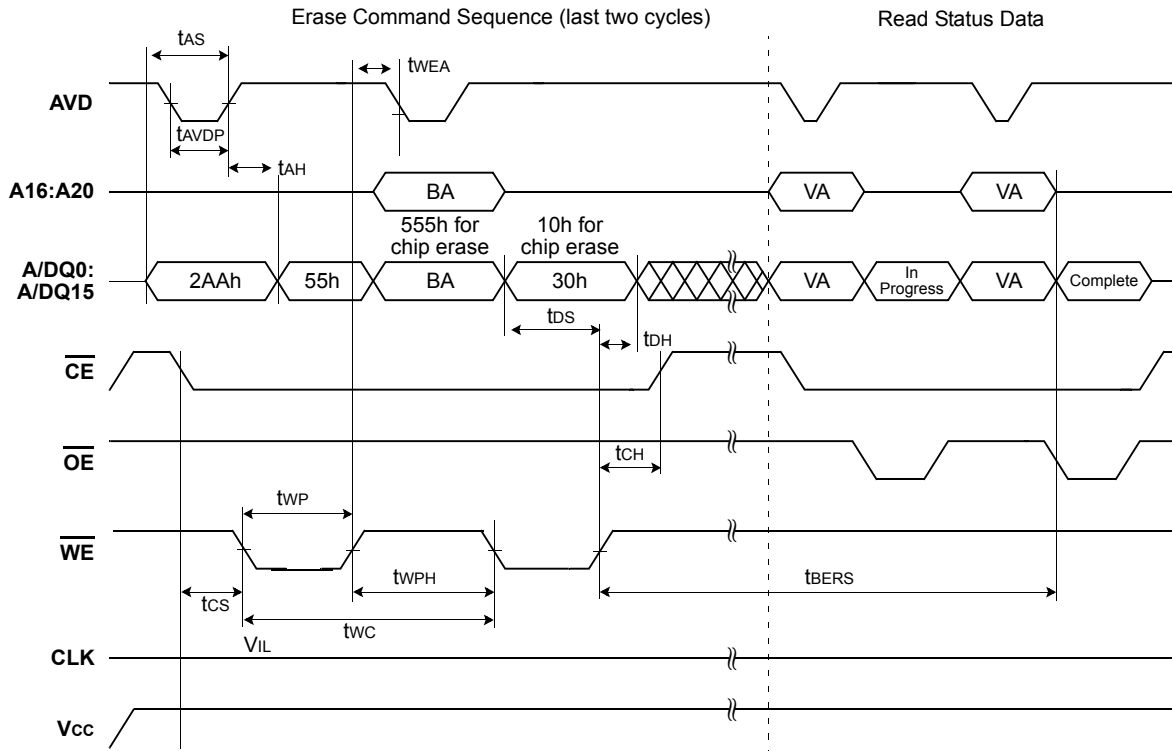 Erase Command Sequence (last two cycles)
Read Status Data
tAS
tWEA
AVD
tAVDP
tAH
A16:A20
BA
VA
VA
555h for
chip erase
10h for
chip erase
A/DQ0:
A/DQ15
2AAh
55h
BA
30h
VA
In
Progress
VA
Complete
tDS
tDH
CE
OE
tCH
tWP
WE
tWPH
tBERS
tCS
tWC
VIL
CLK
VCC